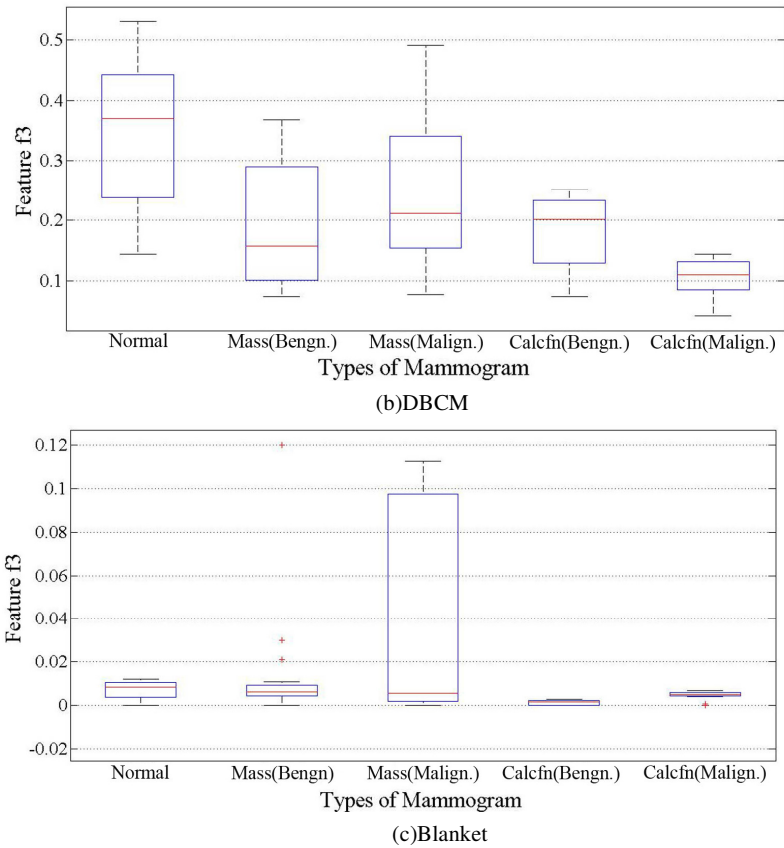 0.5
0.4
0.3
0.2
0.1
Feature f3
Normal Mass(Bengn.) Mass(Malign.) Calcfn(Bengn.) Calcfn(Malign.)
Types of Mammogram
(b)DBCM
0.12
0.1
0.08
0.06
0.04
0.02
0
-0.02
Feature f3
Normal Mass(Bengn) Mass(Malign.) Calcfn(Bengn.) Calcfn(Malign.)
Types of Mammogram
(c)Blanket